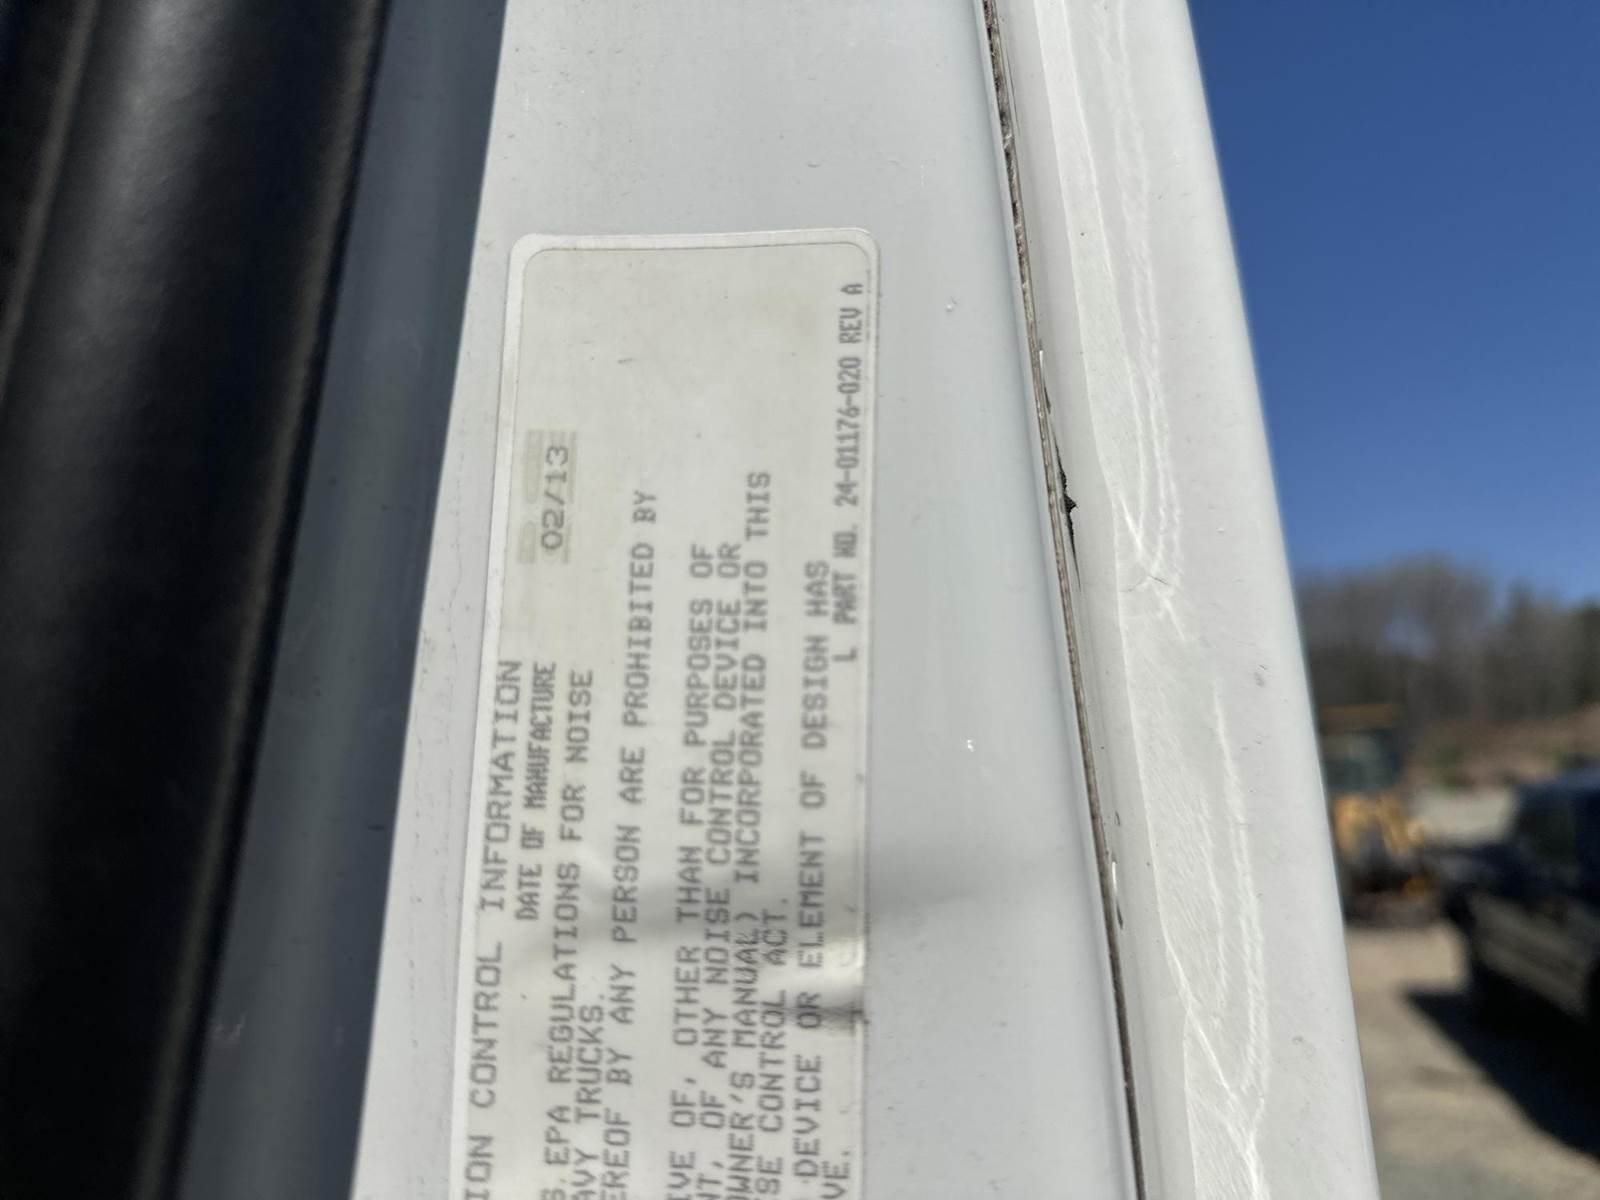 ION CONTROL INFORMATION
DATE OF MANUFACTURE 02/13
S. EPA REGULATIONS FOR NOISE
AVY TRUCKS.
EREOF BY ANY PERSON ARE PROHIBITED BY
IVE OF, OTHER THAN FOR PURPOSES OF
NT, OF ANY NOISE CONTROL DEVICE OR
OWNER'S MANUAL) INCORPORATED INTO THIS
SE CONTROL ACT.
DEVICE OR ELEMENT OF DESIGN HAS
VE.
L PART NO. 24-01176-020 REV A